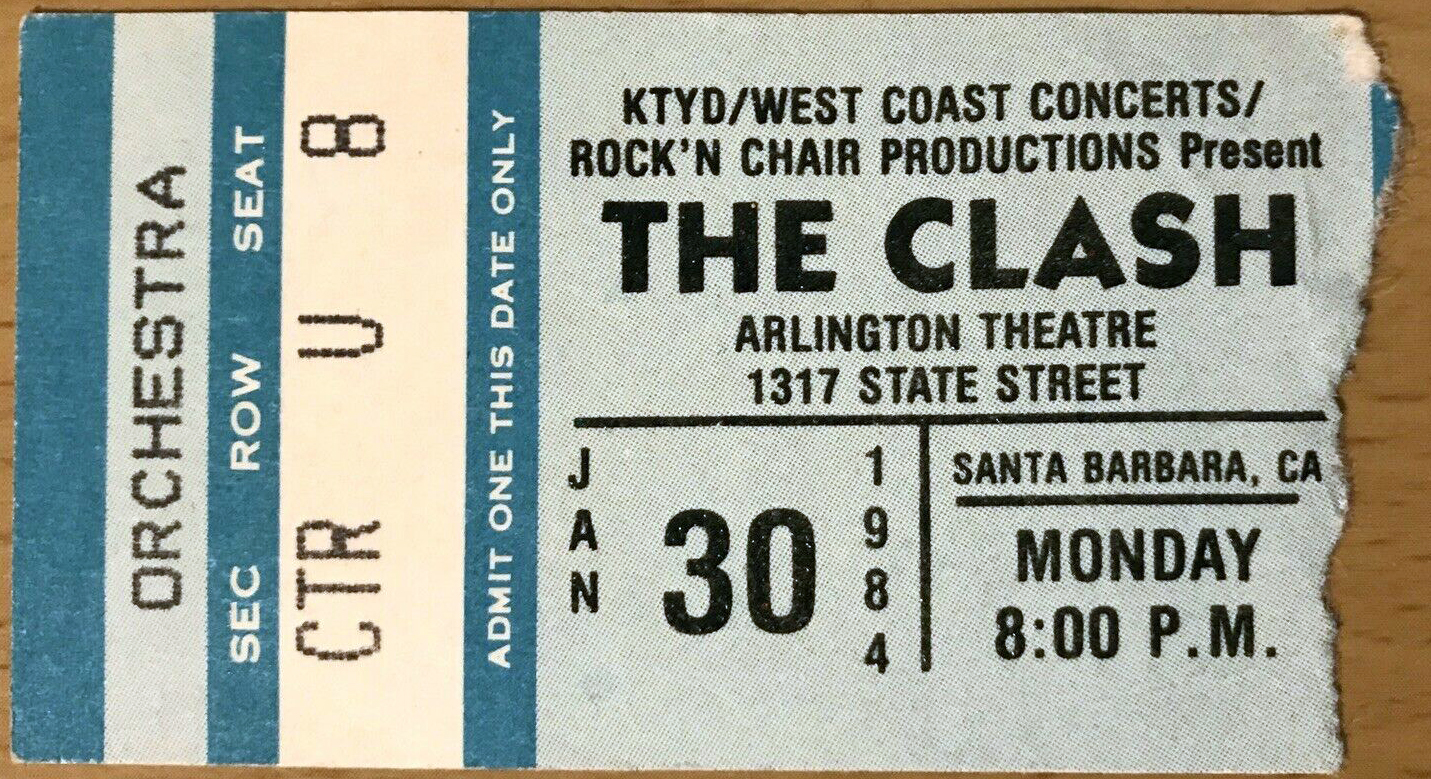 ORCHESTRA
SEC ROW SEAT
CTR U 8
ADMIT ONE THIS DATE ONLY
KTYD/WEST COAST CONCERTS/
ROCK'N CHAIR PRODUCTIONS Present
THE CLASH
ARLINGTON THEATRE
1317 STATE STREET
JAN 30 1984
SANTA BARBARA, CA
MONDAY
8:00 P.M.